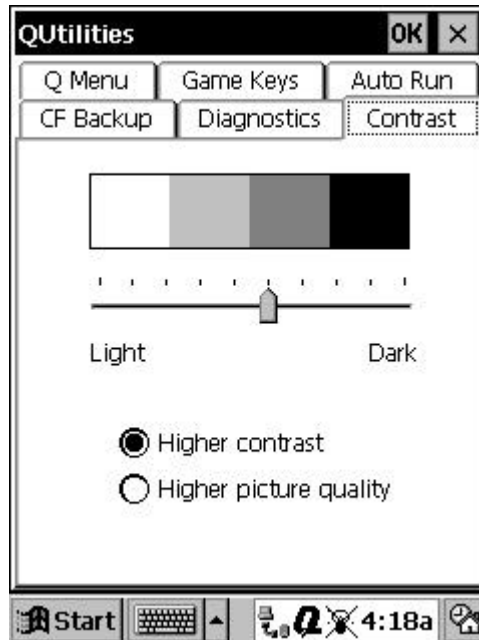 QUtilities OK ×
Q Menu Game Keys Auto Run
CF Backup Diagnostics Contrast
Light Dark
Higher contrast
Higher picture quality
Start Q 4:18a